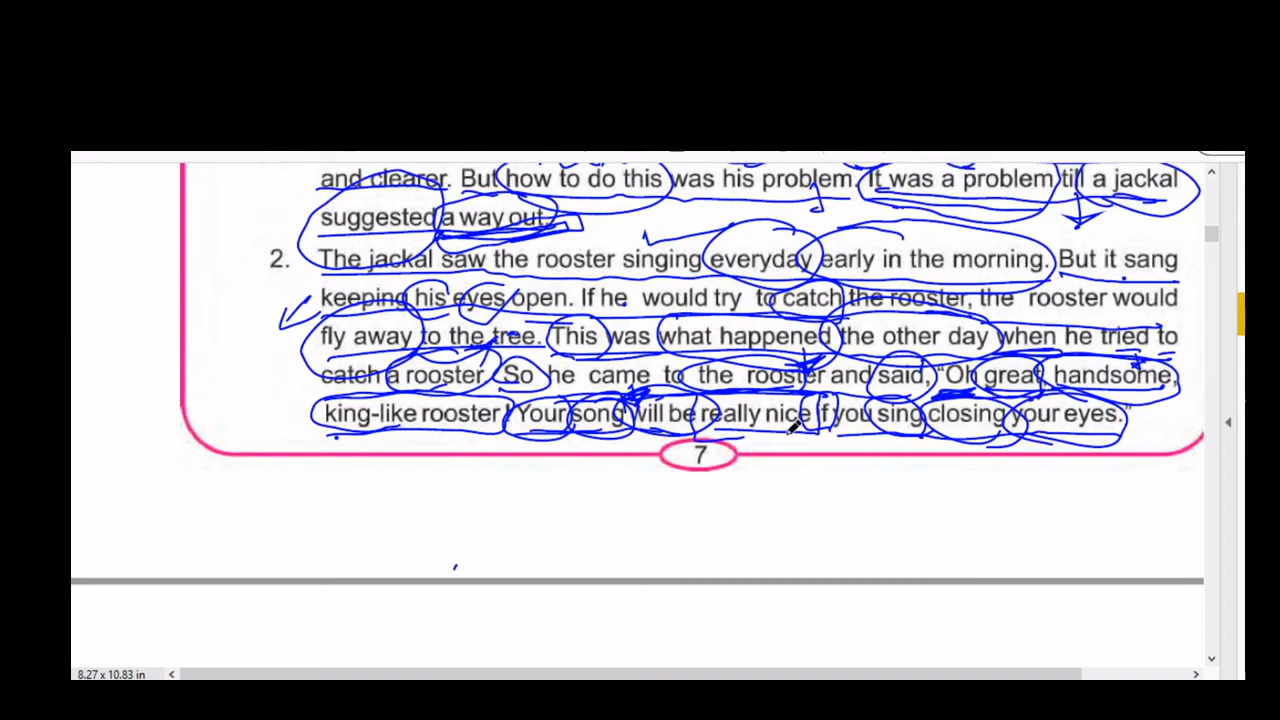 and clearer. But how to do this was his problem. It was a problem till a jackal
suggested a way out.
2. The jackal saw the rooster singing everyday early in the morning. But it sang
keeping his eyes open. If he would try to catch the rooster, the rooster would
fly away to the tree. This was what happened the other day when he tried to
catch a rooster. So he came to the rooster and said, "Oh great handsome,
king-like rooster! Your song will be really nice if you sing closing your eyes."
7
8.27 x 10.83 in